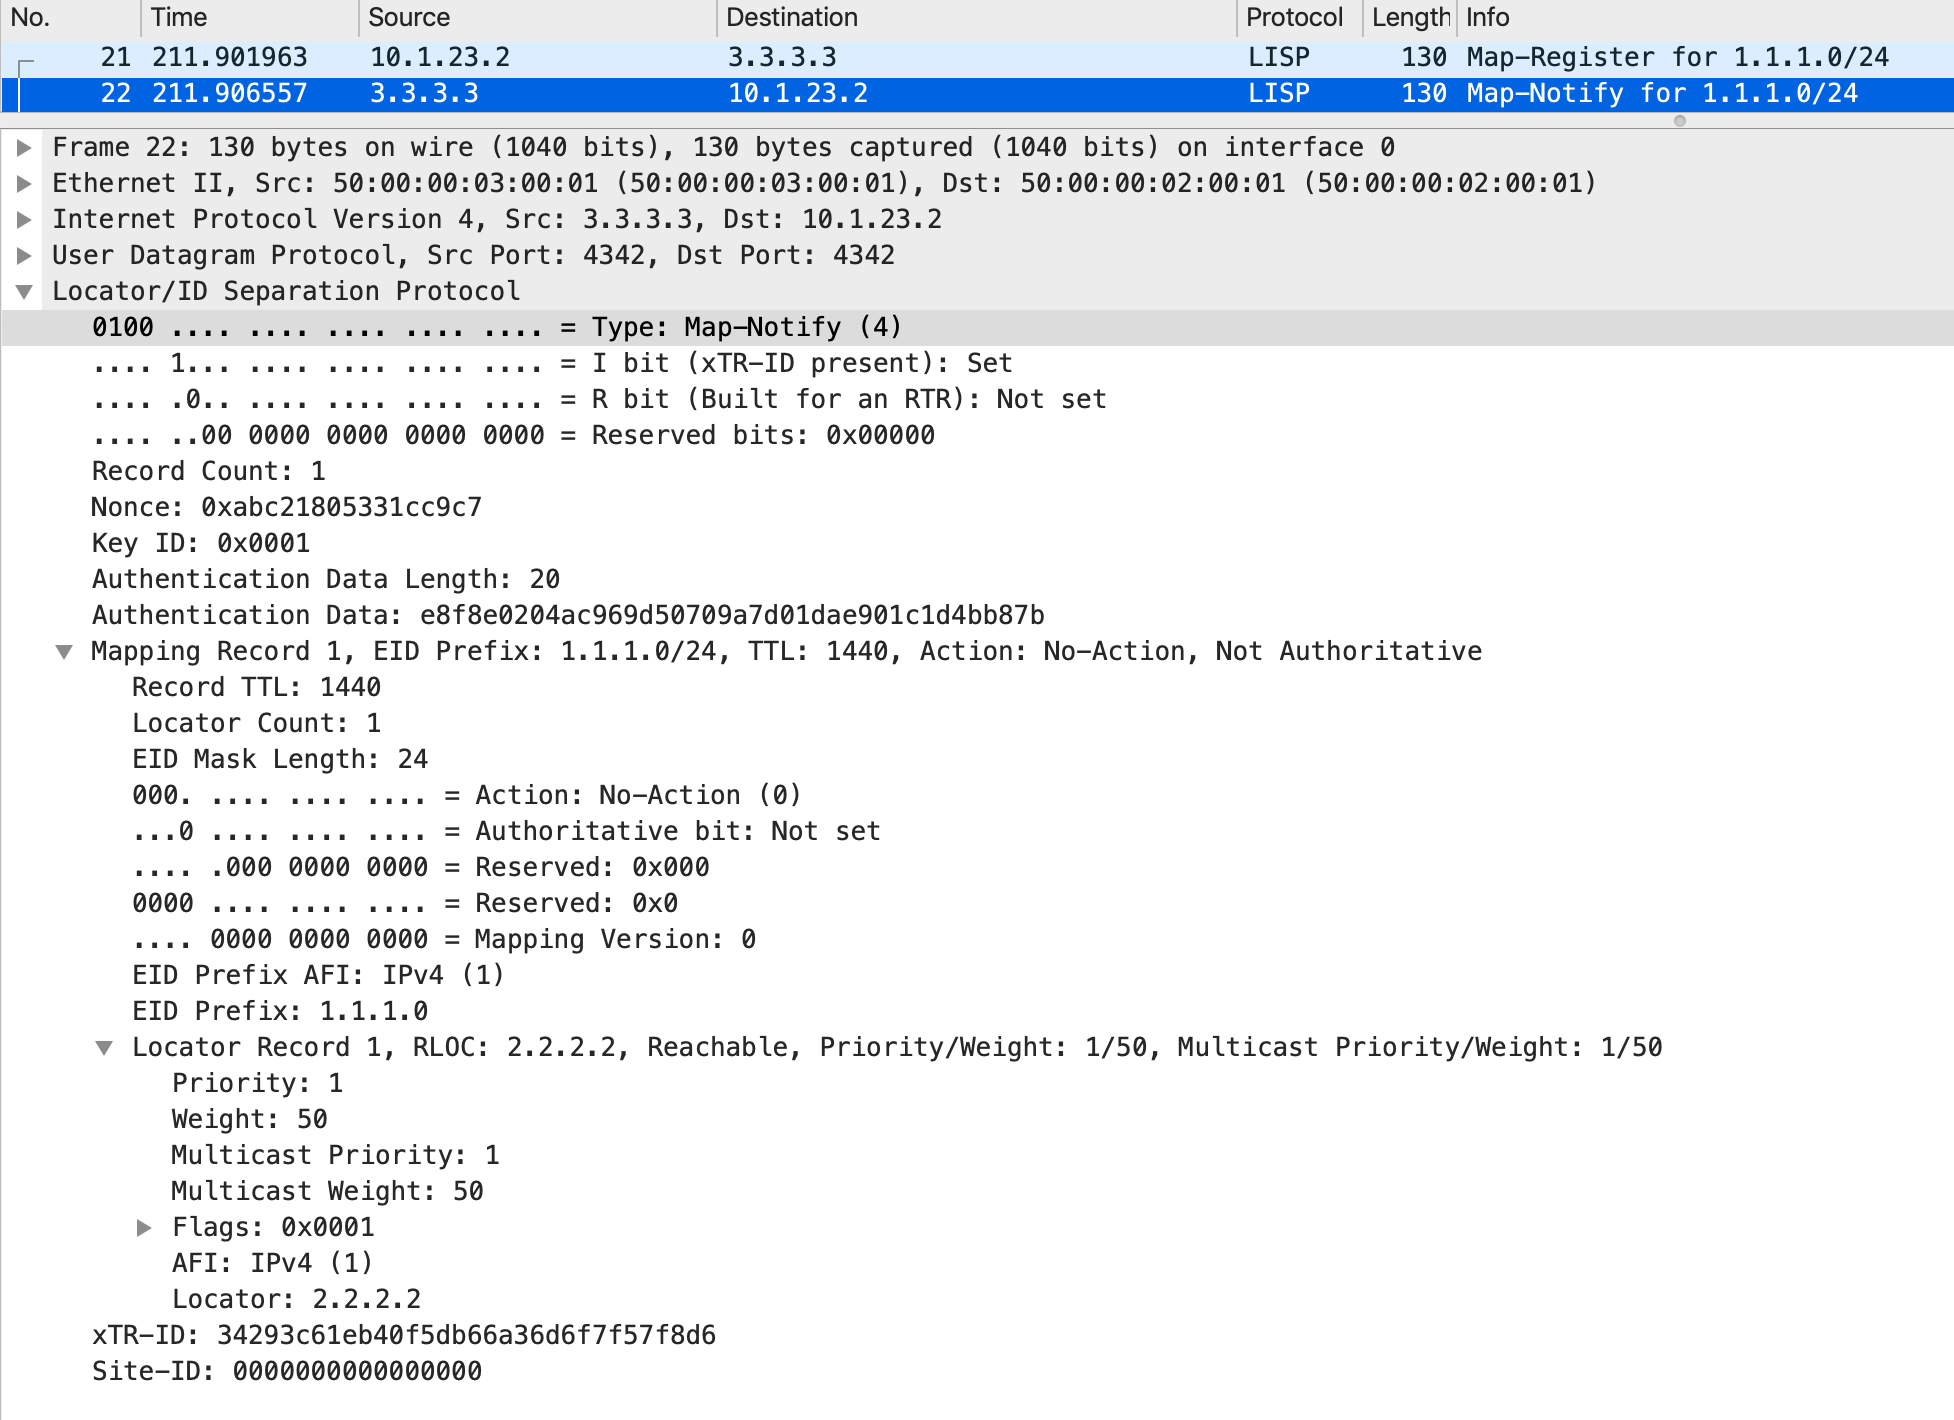 No. Time Source Destination Protocol Length Info
21 211.901963 10.1.23.2 3.3.3.3 LISP 130 Map-Register for 1.1.1.0/24
22 211.906557 3.3.3.3 10.1.23.2 LISP 130 Map-Notify for 1.1.1.0/24
Frame 22: 130 bytes on wire (1040 bits), 130 bytes captured (1040 bits) on interface 0
Ethernet II, Src: 50:00:00:03:00:01 (50:00:00:03:00:01), Dst: 50:00:00:02:00:01 (50:00:00:02:00:01)
Internet Protocol Version 4, Src: 3.3.3.3, Dst: 10.1.23.2
User Datagram Protocol, Src Port: 4342, Dst Port: 4342
Locator/ID Separation Protocol
0100 .... .... .... .... .... = Type: Map-Notify (4)
.... 1... .... .... .... .... = I bit (xTR-ID present): Set
.... .0.. .... .... .... .... = R bit (Built for an RTR): Not set
.... ..00 0000 0000 0000 0000 = Reserved bits: 0x00000
Record Count: 1
Nonce: 0xabc21805331cc9c7
Key ID: 0x0001
Authentication Data Length: 20
Authentication Data: e8f8e0204ac969d50709a7d01dae901c1d4bb87b
Mapping Record 1, EID Prefix: 1.1.1.0/24, TTL: 1440, Action: No-Action, Not Authoritative
Record TTL: 1440
Locator Count: 1
EID Mask Length: 24
000. .... .... .... = Action: No-Action (0)
...0 .... .... .... = Authoritative bit: Not set
.... .000 0000 0000 = Reserved: 0x000
0000 .... .... .... = Reserved: 0x0
.... 0000 0000 0000 = Mapping Version: 0
EID Prefix AFI: IPv4 (1)
EID Prefix: 1.1.1.0
Locator Record 1, RLOC: 2.2.2.2, Reachable, Priority/Weight: 1/50, Multicast Priority/Weight: 1/50
Priority: 1
Weight: 50
Multicast Priority: 1
Multicast Weight: 50
Flags: 0x0001
AFI: IPv4 (1)
Locator: 2.2.2.2
xTR-ID: 34293c61eb40f5db66a36d6f7f57f8d6
Site-ID: 0000000000000000